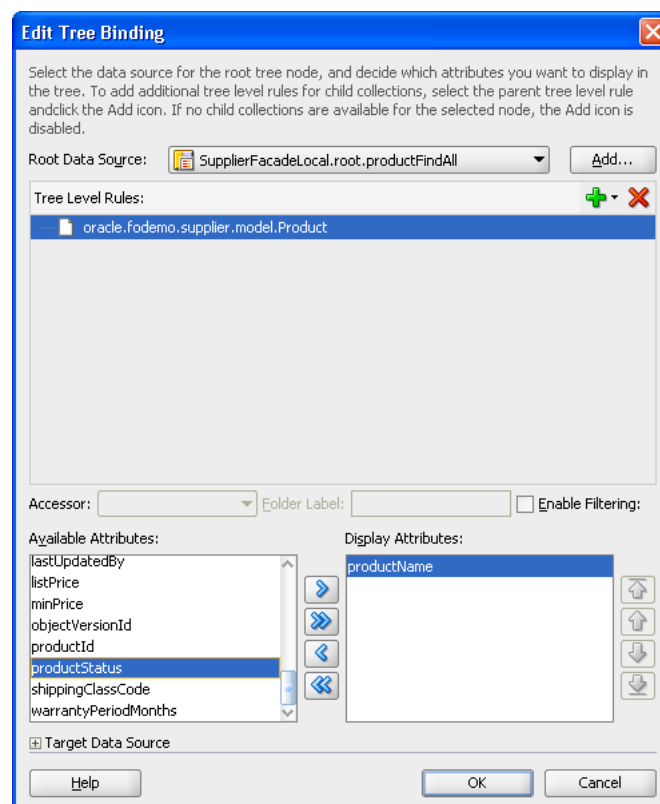 Edit Tree Binding
Select the data source for the root tree node, and decide which attributes you want to display in
the tree. To add additional tree level rules for child collections, select the parent tree level rule
andclick the Add icon. If no child collections are available for the selected node, the Add icon is
disabled.
Root Data Source: SupplierFacadeLocal.root.productFindAll Add...
Tree Level Rules:
oracle.fodemo.supplier.model.Product
Accessor: Folder Label: Enable Filtering:
Available Attributes: Display Attributes:
lastUpdatedBy productName
listPrice
minPrice
objectVersionId
productId
productStatus
shippingClassCode
warrantyPeriodMonths
Target Data Source
Help OK Cancel